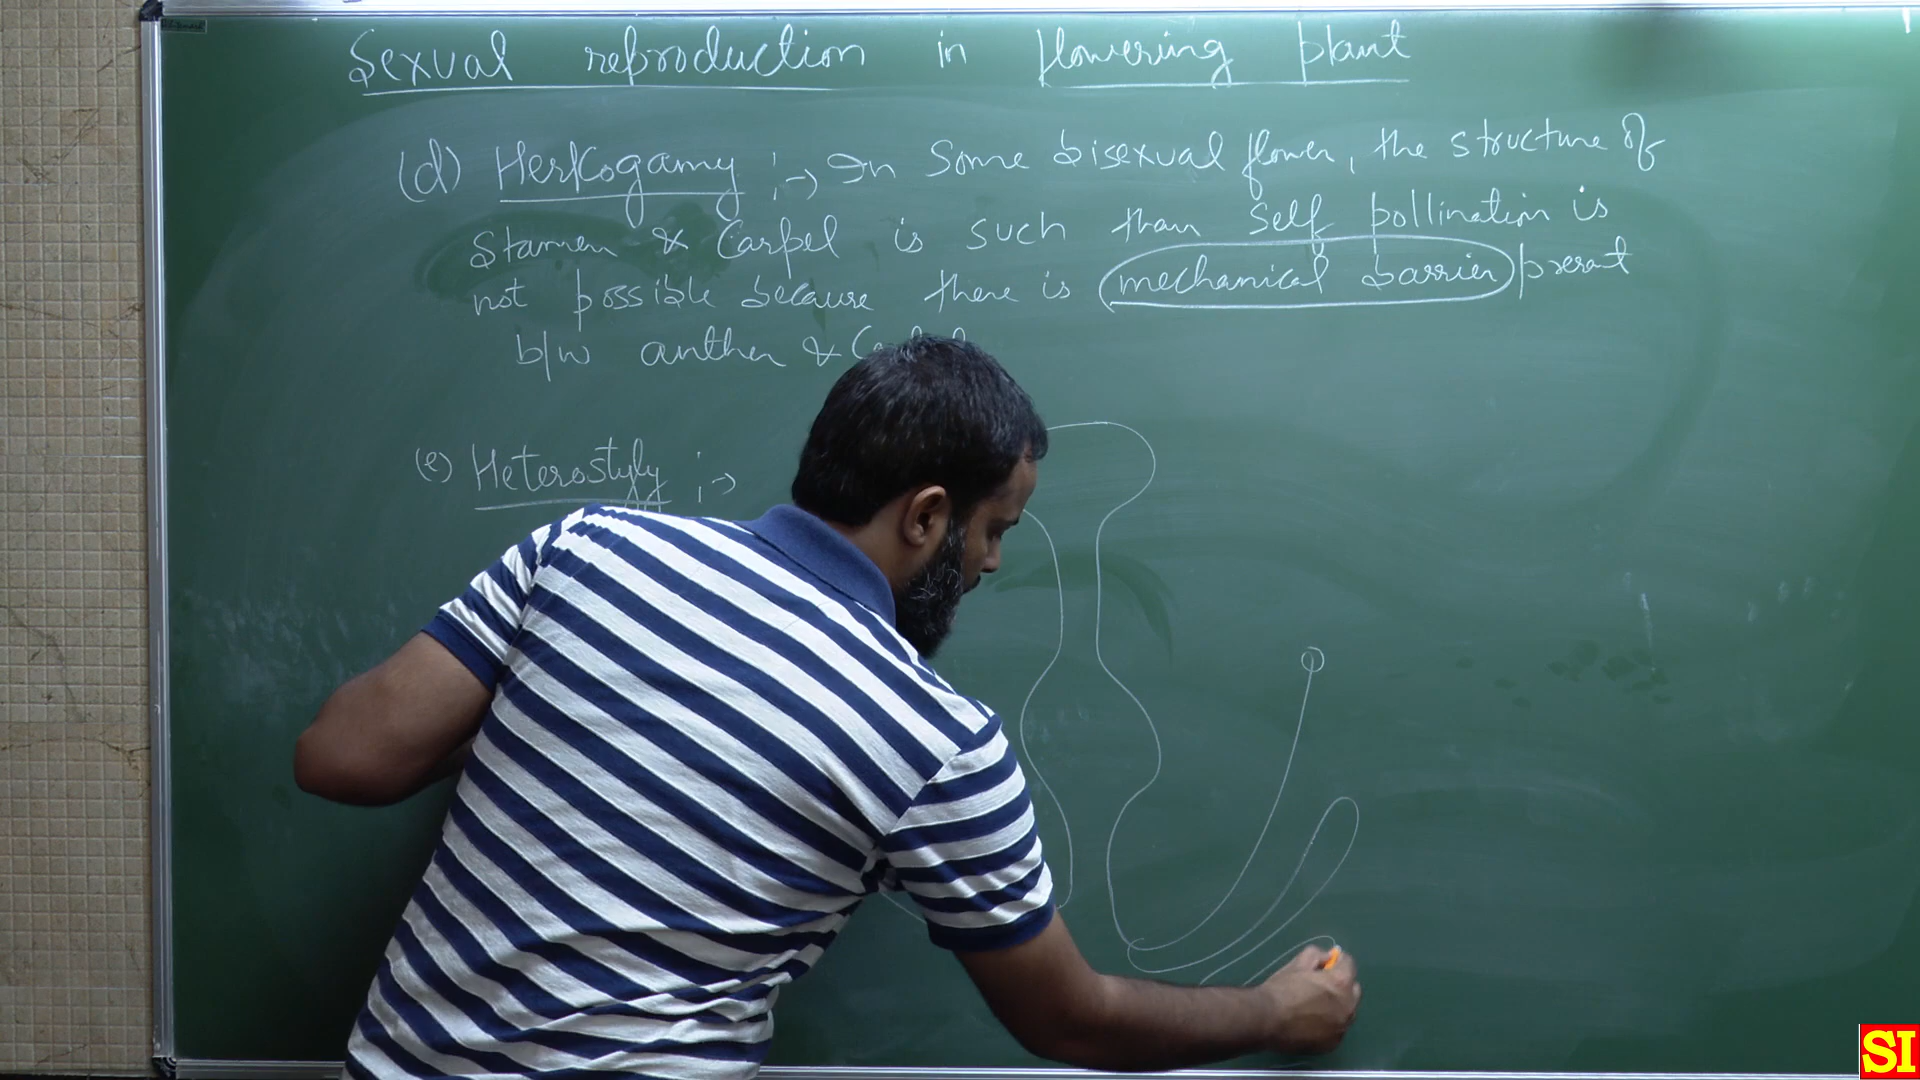 Sexual reproduction in flowering plant
(d) Herkogamy :-> In Some bisexual flower, the structure of
Stamen & Carpel is such than Self pollination is
not possible because there is mechanical barrier present
b/w anther &
(e) Heterostyly :->
SI